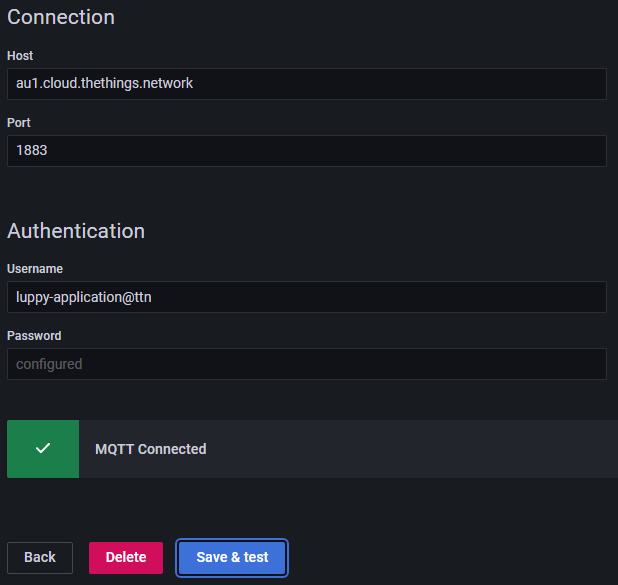 Connection
Host
au1.cloud.thethings.network
Port
1883
Authentication
Username
luppy-application@ttn
Password
configured
MQTT Connected
Back Delete Save & test